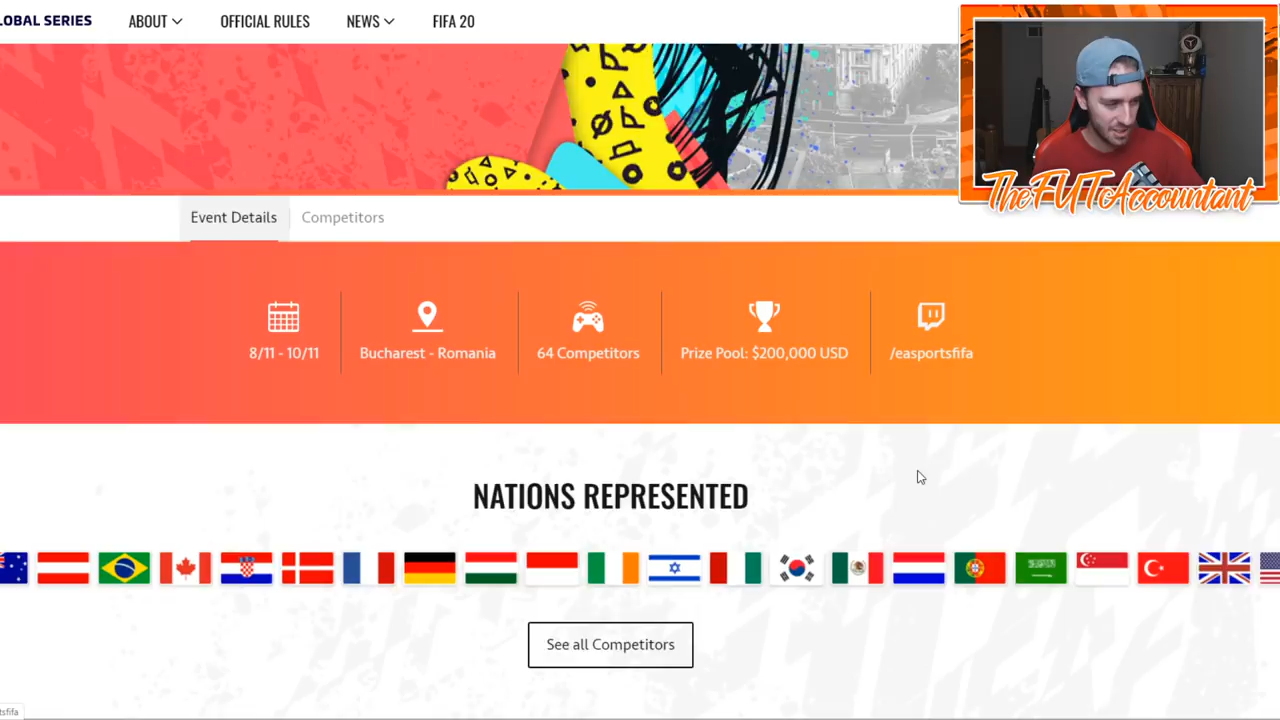 LOBAL SERIES
ABOUT
OFFICIAL RULES
NEWS
FIFA 20
TheFUTAccountant
Event Details
Competitors
8/11 - 10/11
Bucharest - Romania
64 Competitors
Prize Pool: $200,000 USD
/easportsfifa
NATIONS REPRESENTED
See all Competitors
tsfifa